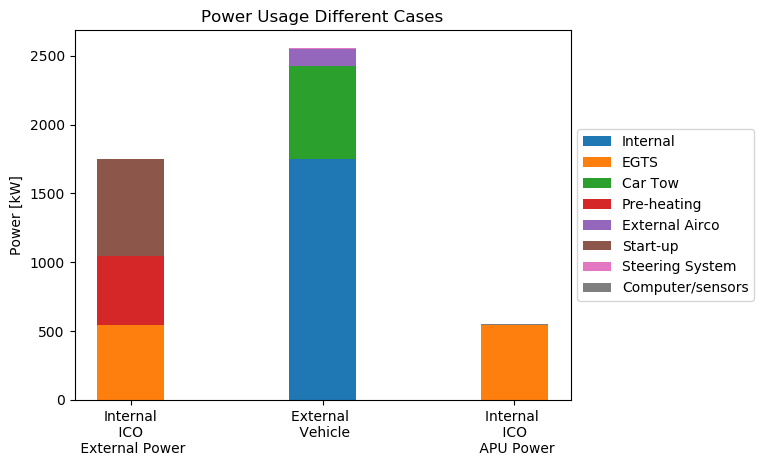 Power Usage Different Cases
Power [kW]
2500
2000
1500
1000
500
0
Internal
ICO
External Power
External
Vehicle
Internal
ICO
APU Power
Internal
EGTS
Car Tow
Pre-heating
External Airco
Start-up
Steering System
Computer/sensors